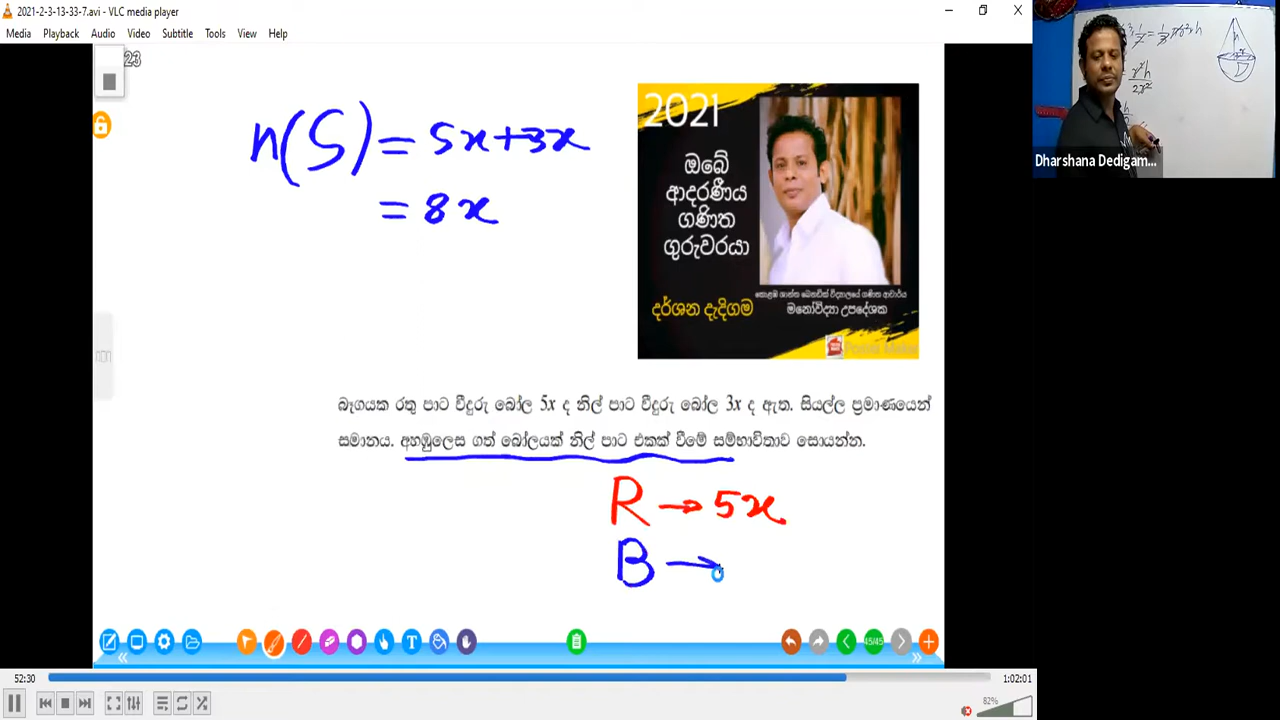 2021-2-3-13-33-7.avi - VLC media player
Media Playback Audio Video Subtitle Tools View Help
23
n(S) = 5x+3x
= 8x
2021
ඔබේ
ආදරණීය
ගණිත
ගුරුවරයා
දර්ශන දැදිගම
මනෝවිද්‍යා උපදේශක
බෑගයක රතු පාට වීදුරු බෝල 5x ද නිල් පාට වීදුරු බෝල 3x ද ඇත. සියල්ල ප්‍රමාණයෙන්
සමානය. අහඹුලෙස ගත් බෝලයක් නිල් පාට එකක් වීමේ සම්භාවිතාව සොයන්න.
R → 5x
B →
45/45
52:30
1:02:01
82%
Dharshana Dedigam...